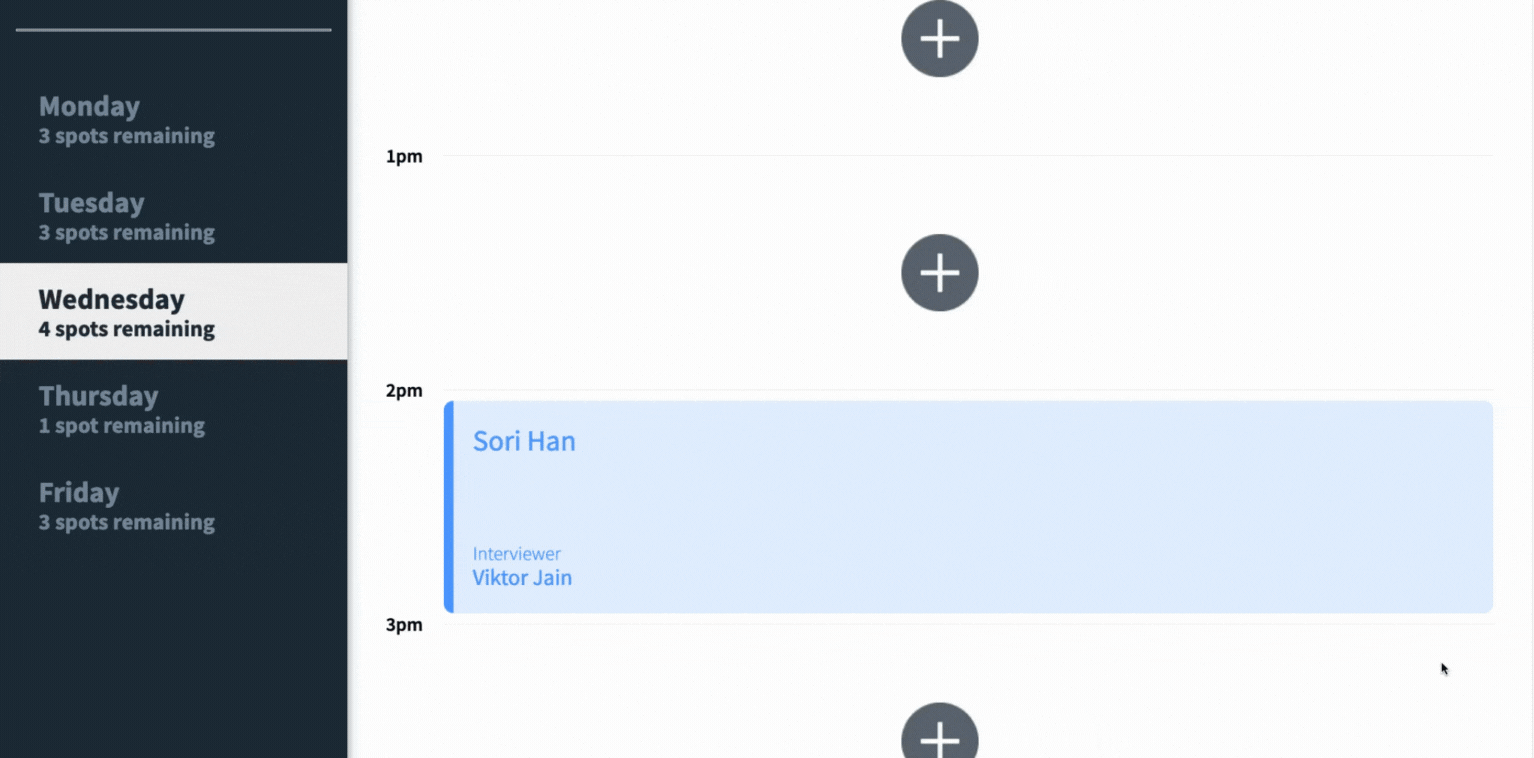 Monday
3 spots remaining
Tuesday
3 spots remaining
Wednesday
4 spots remaining
Thursday
1 spot remaining
Friday
3 spots remaining
1pm
2pm
Sori Han
Interviewer
Viktor Jain
3pm